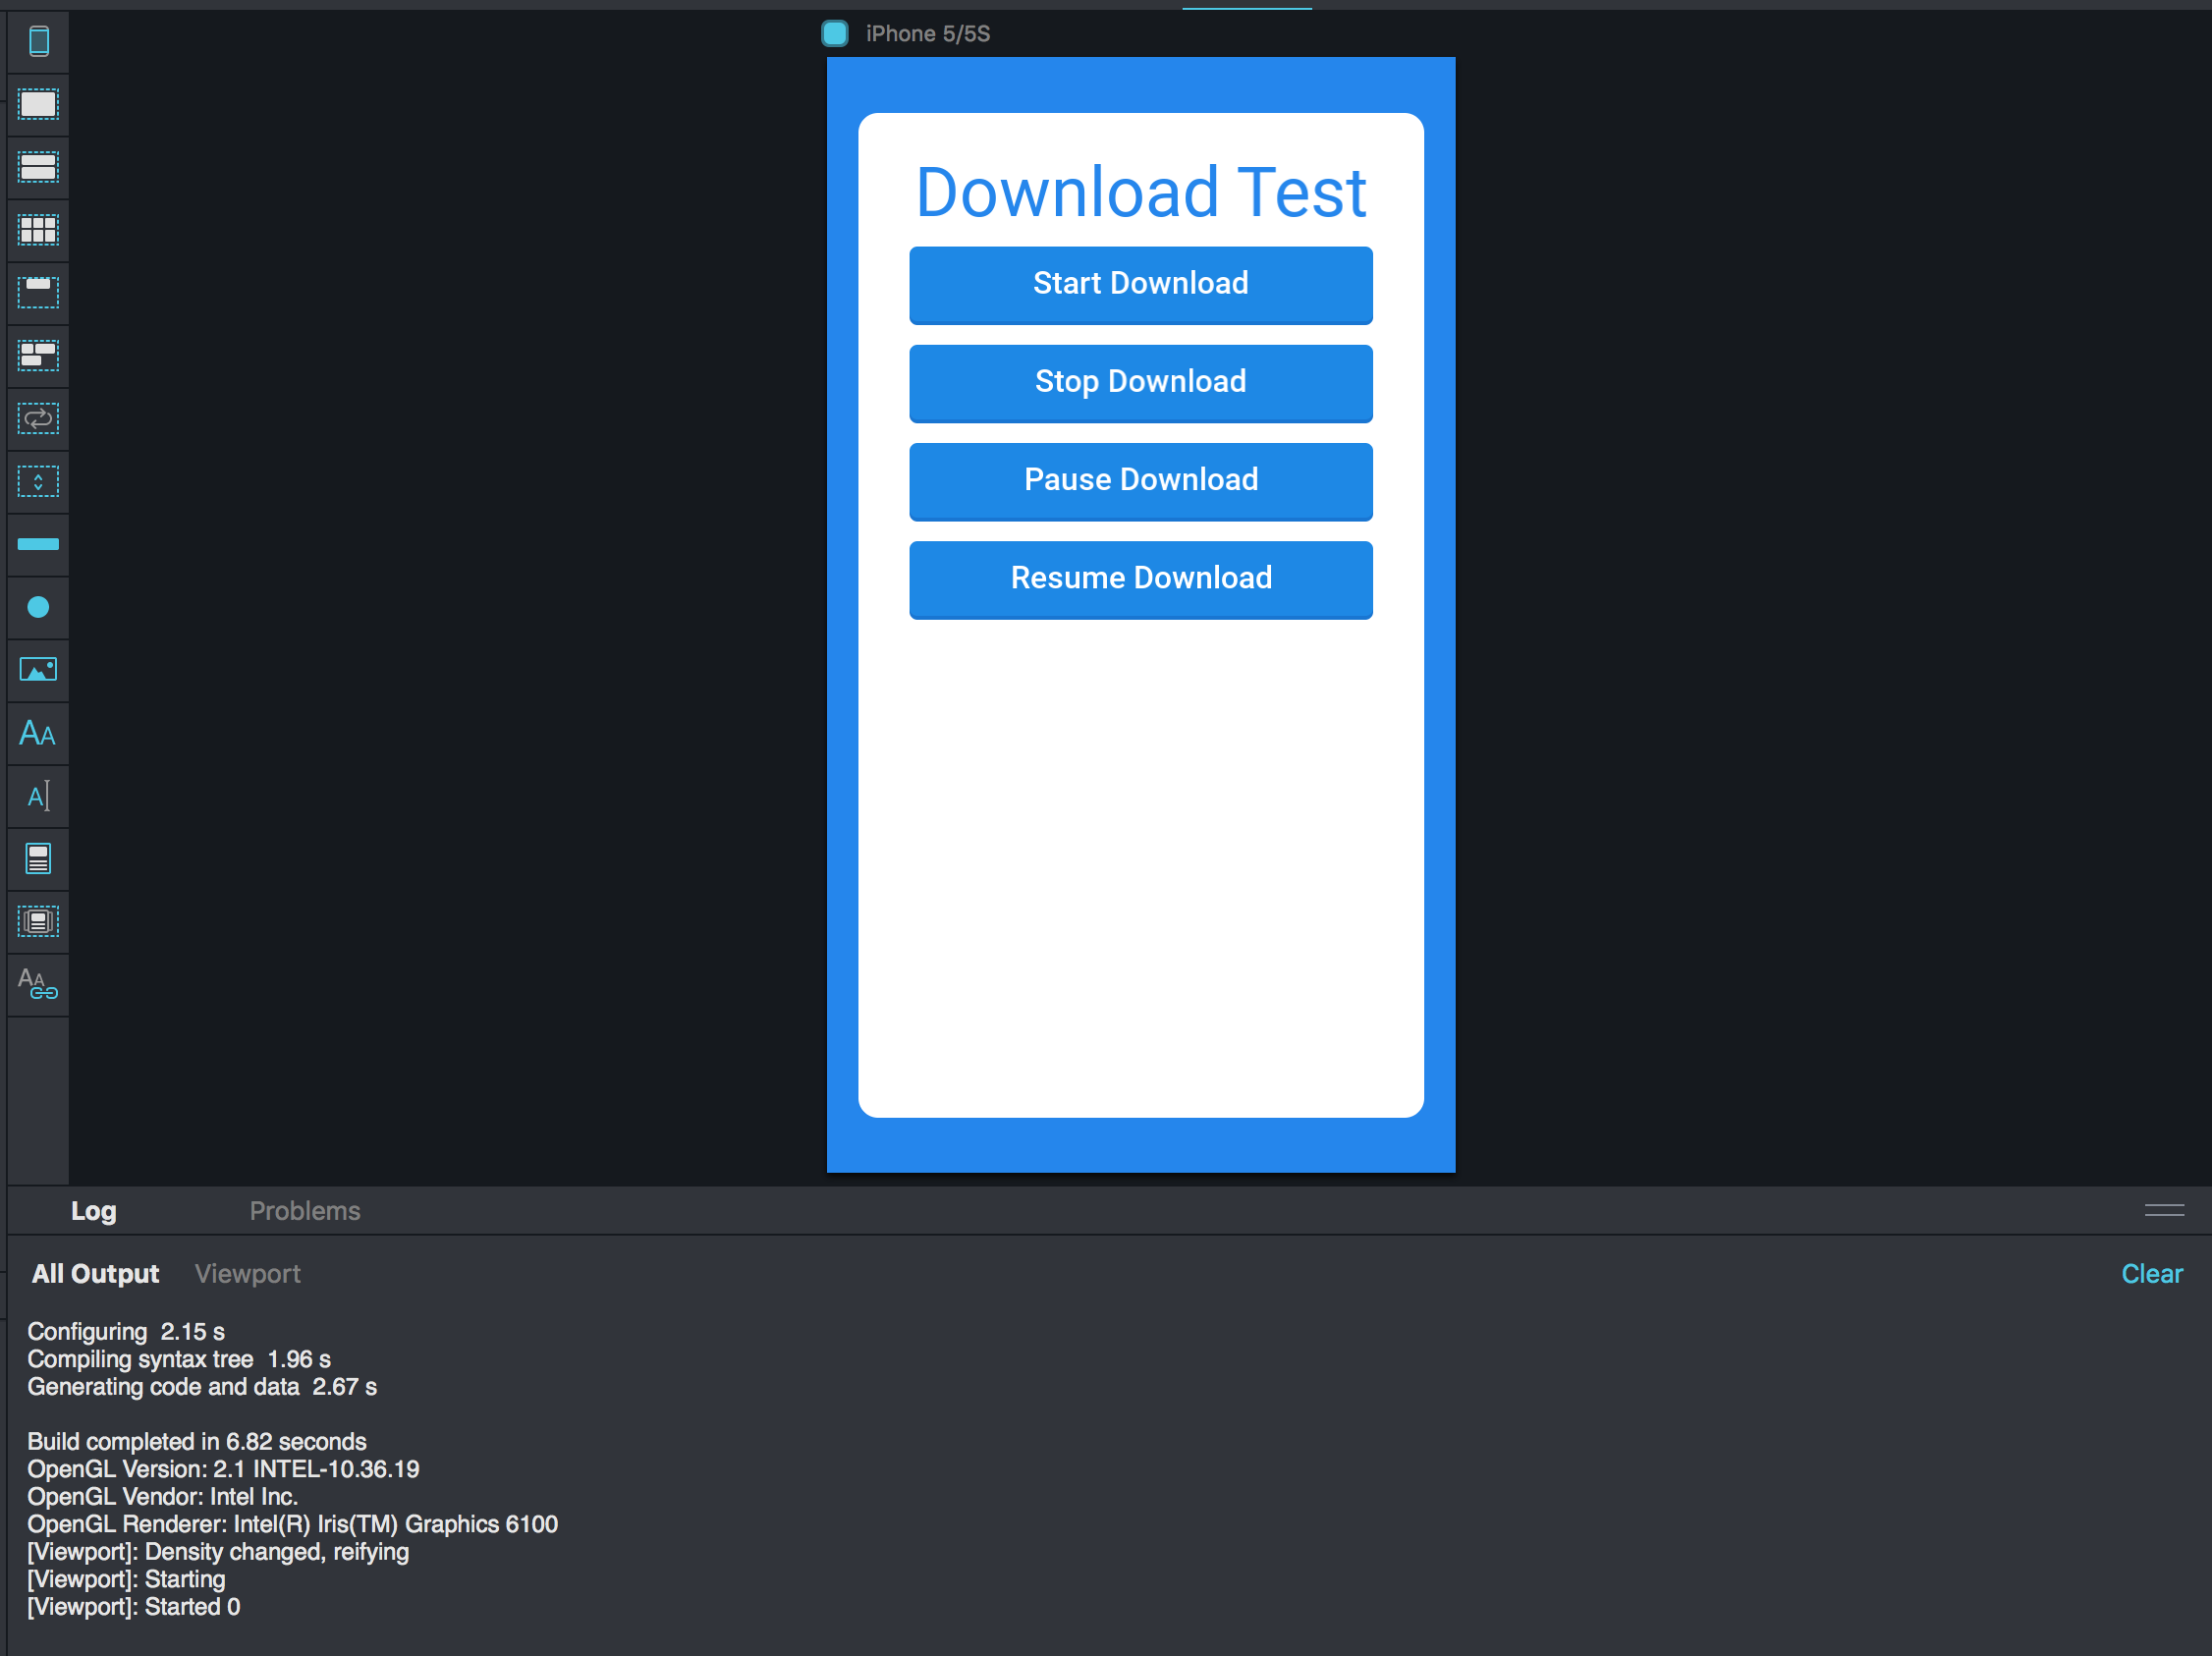 iPhone 5/5S
Download Test
Start Download
Stop Download
Pause Download
Resume Download
AA
A
AA
Log Problems
All Output Viewport Clear
Configuring 2.15 s
Compiling syntax tree 1.96 s
Generating code and data 2.67 s
Build completed in 6.82 seconds
OpenGL Version: 2.1 INTEL-10.36.19
OpenGL Vendor: Intel Inc.
OpenGL Renderer: Intel(R) Iris(TM) Graphics 6100
[Viewport]: Density changed, reifying
[Viewport]: Starting
[Viewport]: Started 0